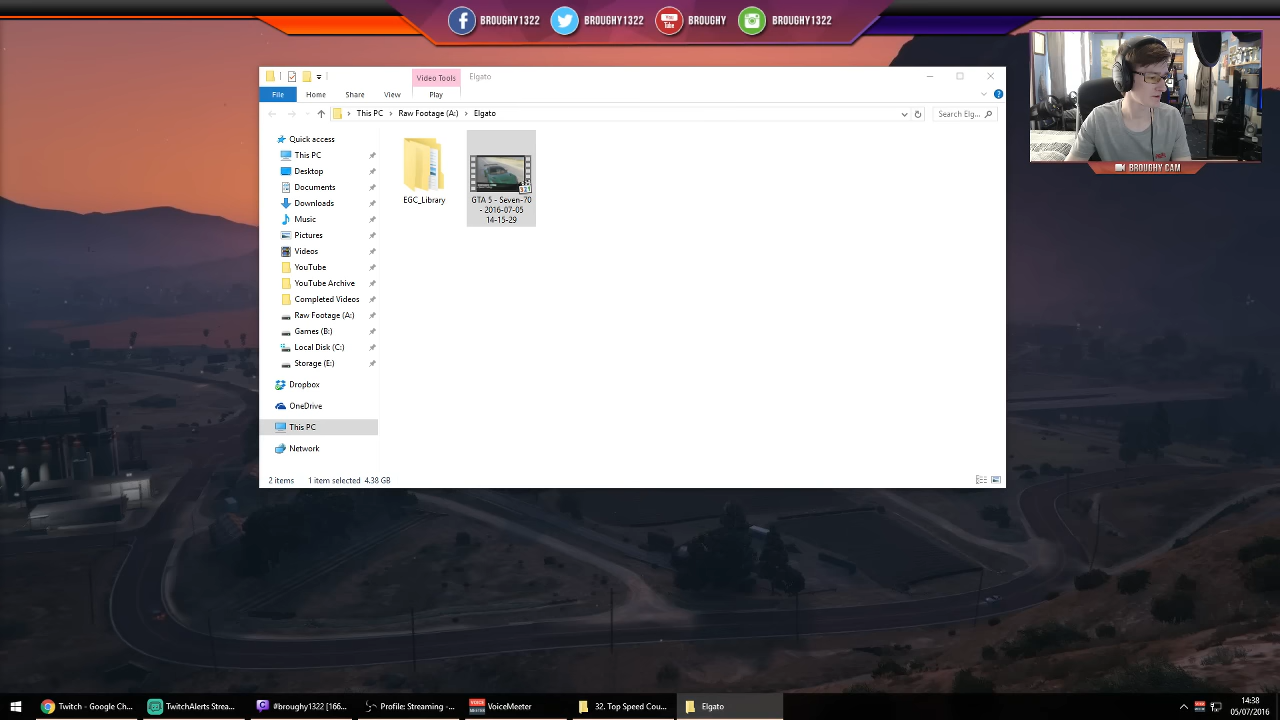 BROUGHY1322 BROUGHY1322 You Tube BROUGHY BROUGHY1322
Video Tools Elgato
File Home Share View Play
This PC Raw Footage (A:) Elgato Search Elg...
Quick access
This PC
Desktop
Documents
Downloads
Music
Pictures
Videos
YouTube
YouTube Archive
Completed Videos
Raw Footage (A:)
Games (B:)
Local Disk (C:)
Storage (E:)
Dropbox
OneDrive
This PC
Network
EGC_Library
GTA 5 - Seven-70
- 2016-07-05
14-15-29
2 items 1 item selected 4.38 GB
BROUGHY CAM
Twitch - Google Ch... TwitchAlerts Strea... #broughy1322 [166... Profile: Streaming -... VOICE MEETER VoiceMeeter 32. Top Speed Cou... Elgato
14:38
05/07/2016